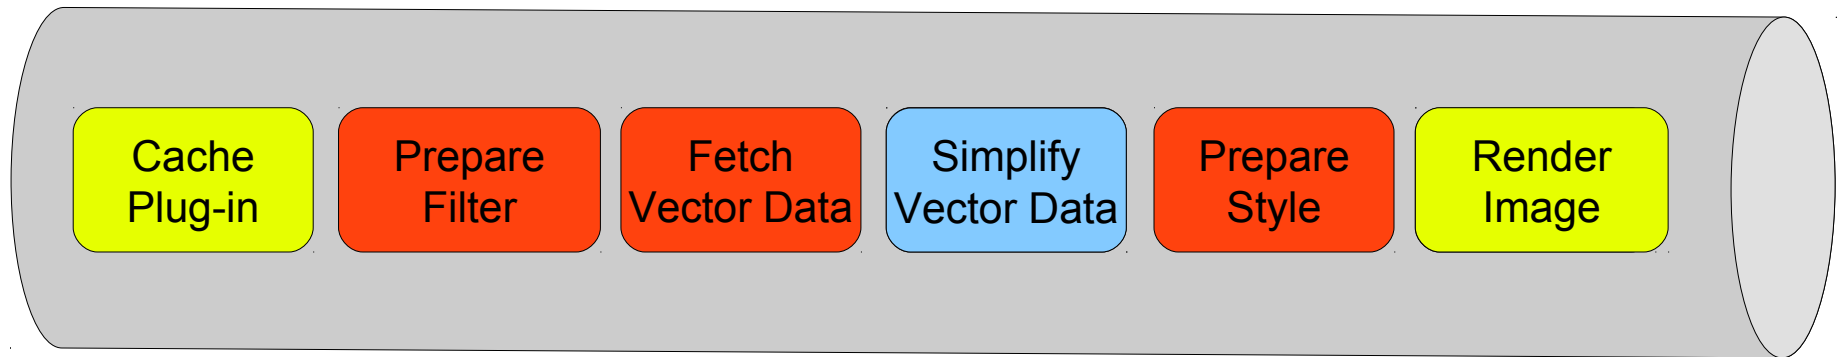 Cache
Plug-in
Prepare
Filter
Fetch
Vector Data
Simplify
Vector Data
Prepare
Style
Render
Image